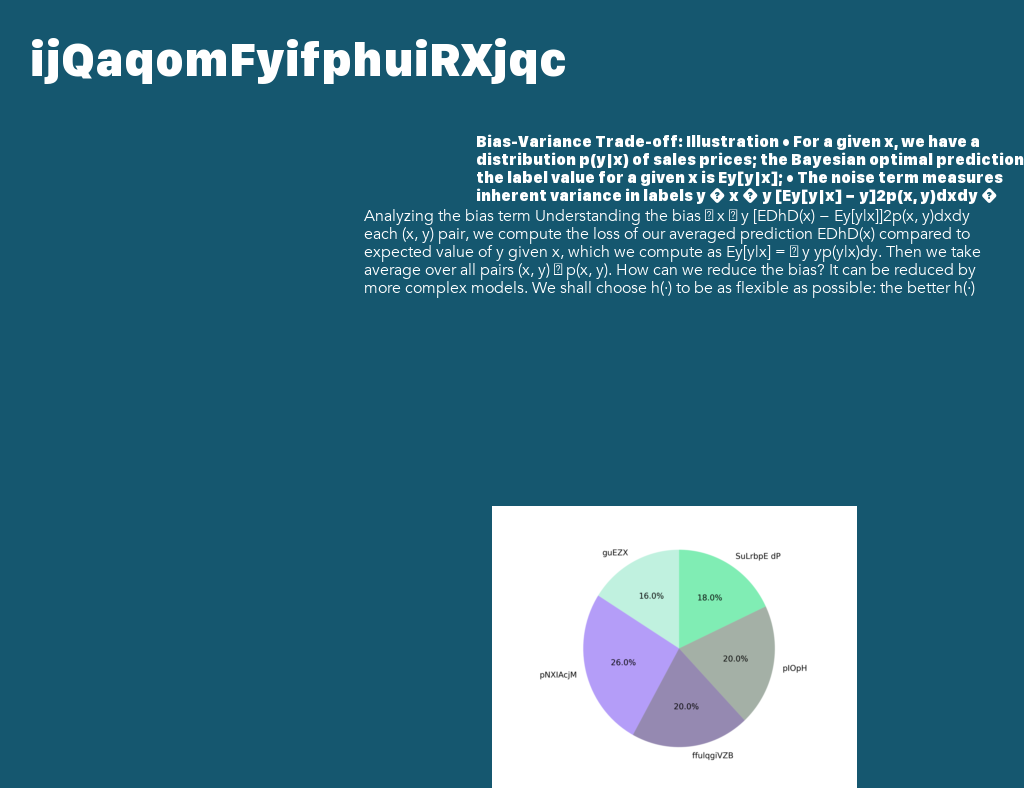 ijQaqomFyifphuiRXjqc
Bias-Variance Trade-off: Illustration • For a given x, we have a
distribution p(y|x) of sales prices; the Bayesian optimal prediction
the label value for a given x is Ey[y|x]; • The noise term measures
inherent variance in labels y � x � y [Ey[y|x] − y]2p(x, y)dxdy �
Analyzing the bias term Understanding the bias x y [EDhD(x) − Ey[y|x]]2p(x, y)dxdy
each (x, y) pair, we compute the loss of our averaged prediction EDhD(x) compared to
expected value of y given x, which we compute as Ey[y|x] = y yp(y|x)dy. Then we take
average over all pairs (x, y) p(x, y). How can we reduce the bias? It can be reduced by
more complex models. We shall choose h(·) to be as flexible as possible: the better h(·)
guEZX
SuLrbpE dP
16.0%
18.0%
20.0%
26.0%
pIOpH
pNXIAcjM
20.0%
ffuIqgiVZB